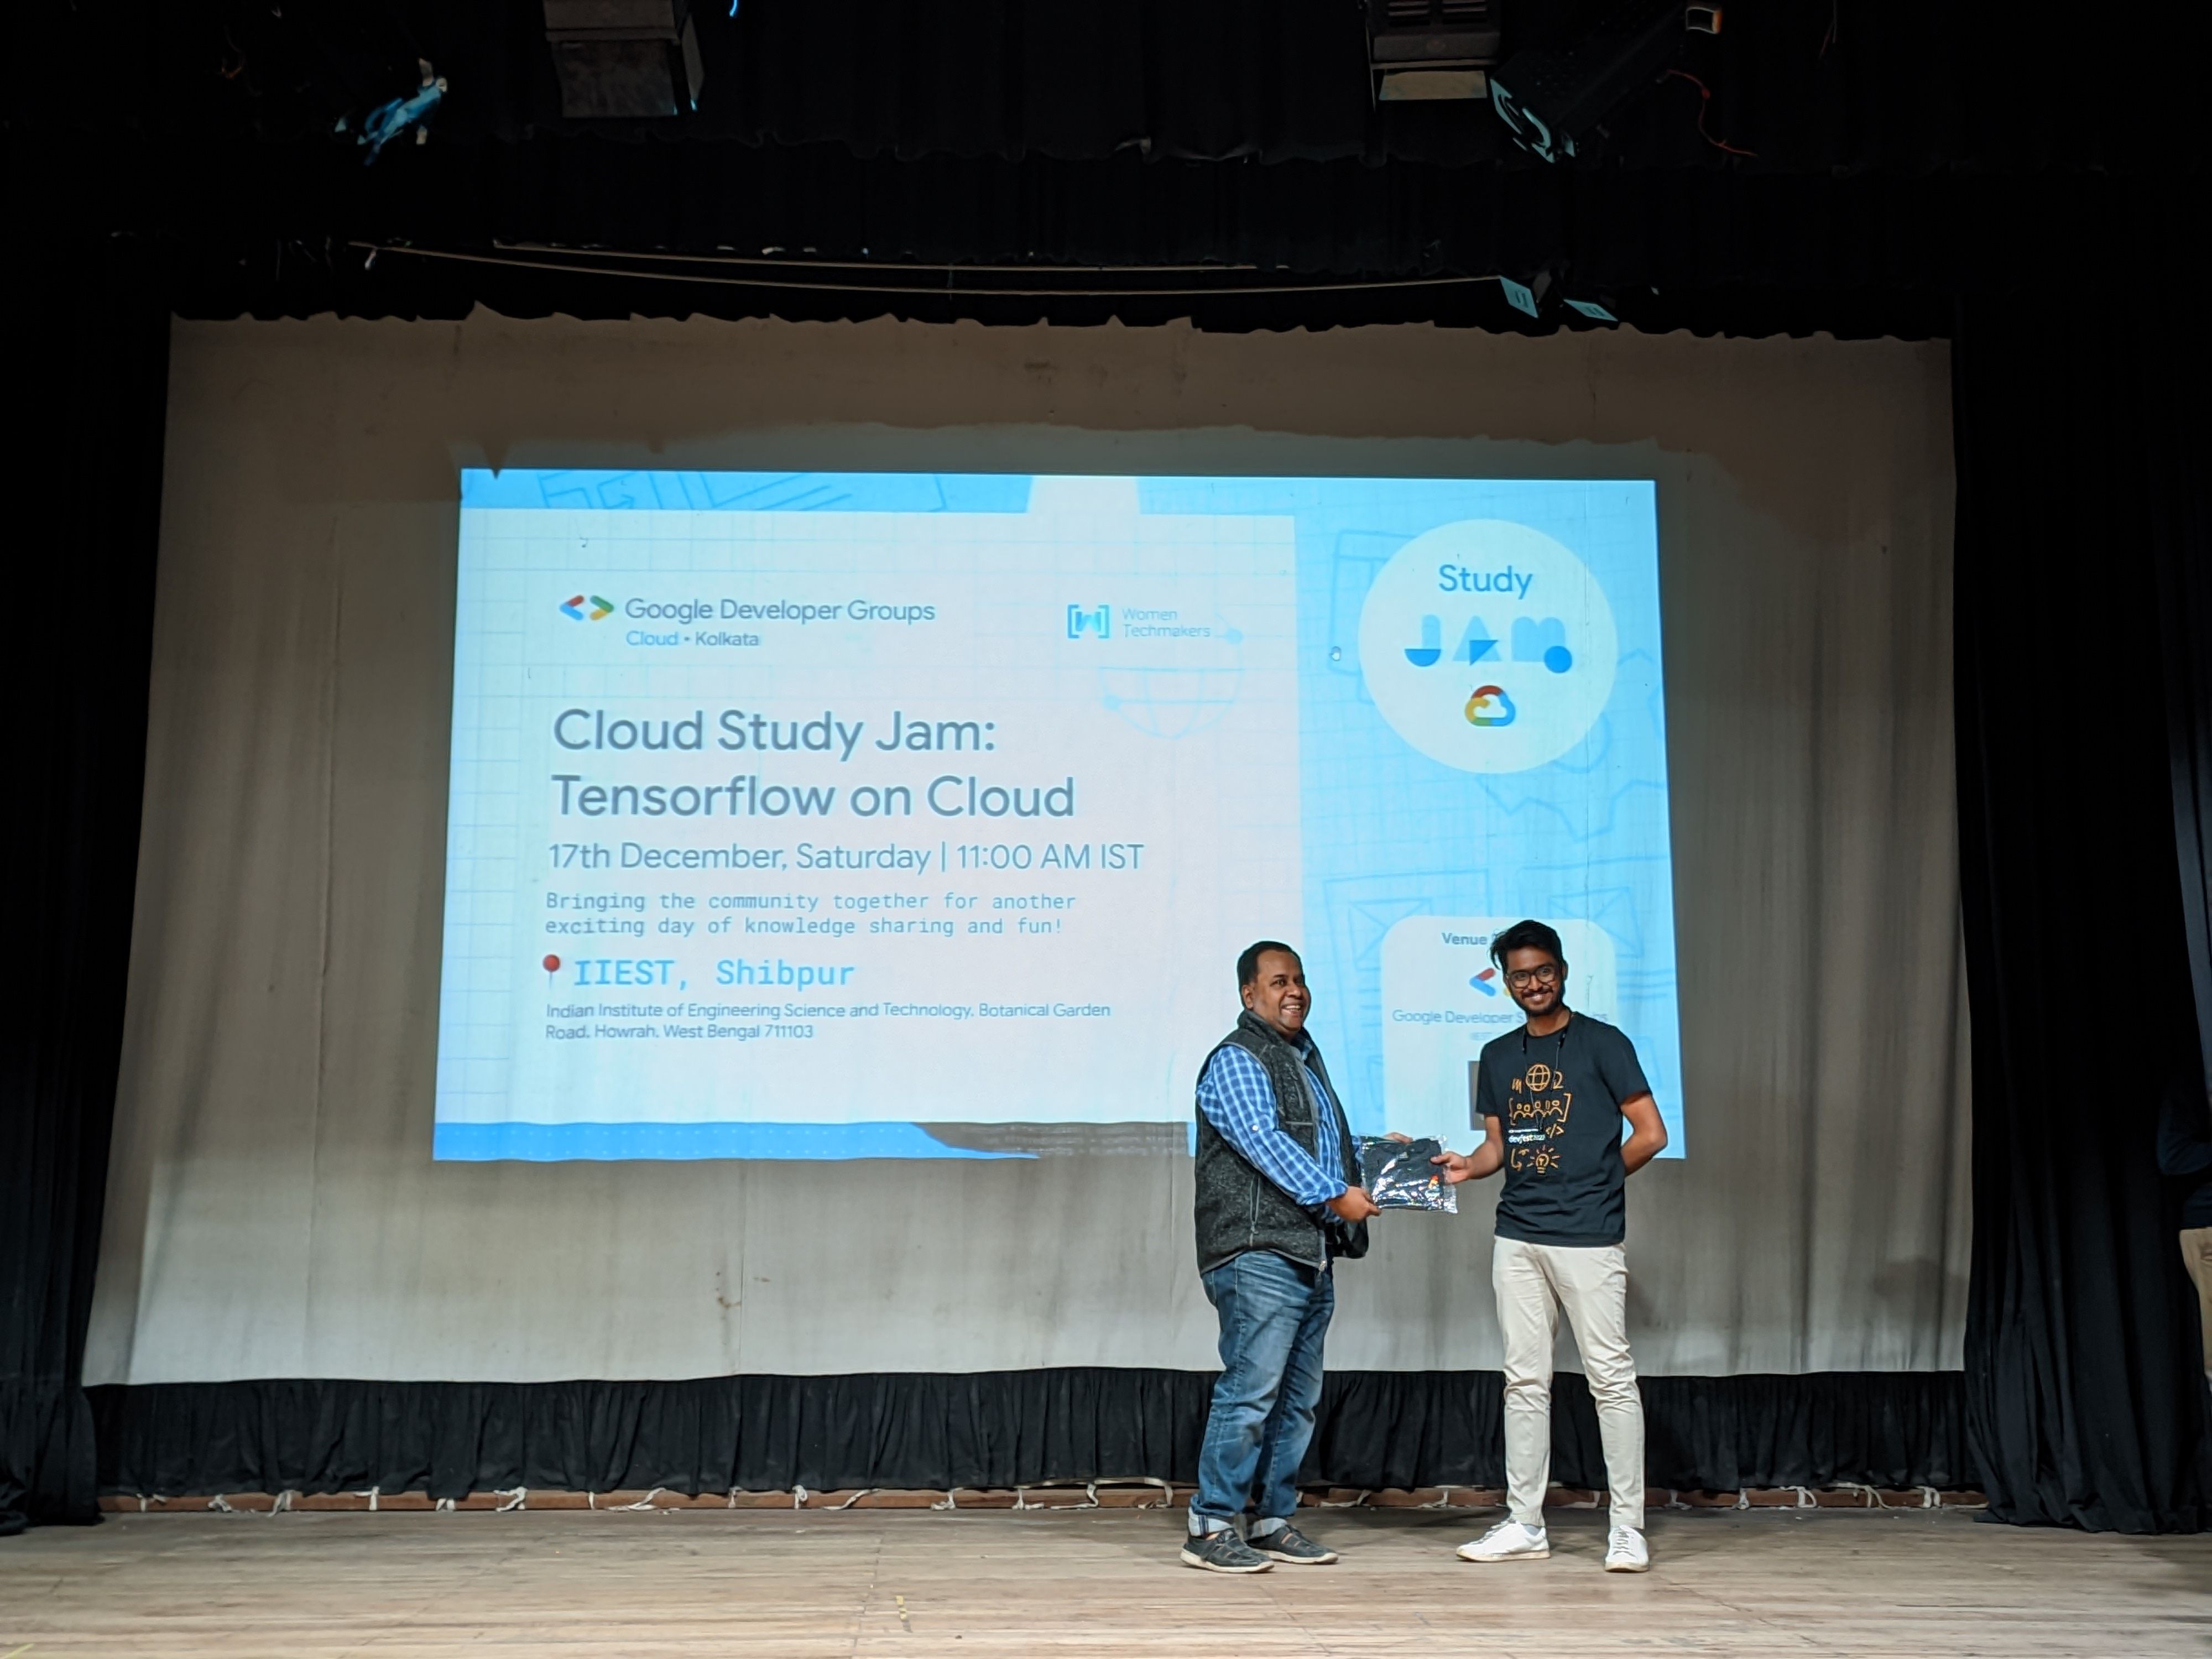 Google Developer Groups
Cloud • Kolkata
Women
Techmakers
Cloud Study Jam:
Tensorflow on Cloud
17th December, Saturday | 11:00 AM IST
Bringing the community together for another
exciting day of knowledge sharing and fun!
IIEST, Shibpur
Indian Institute of Engineering Science and Technology, Botanical Garden
Road, Howrah, West Bengal 711103
Study
JAM
Venue
Google Developer